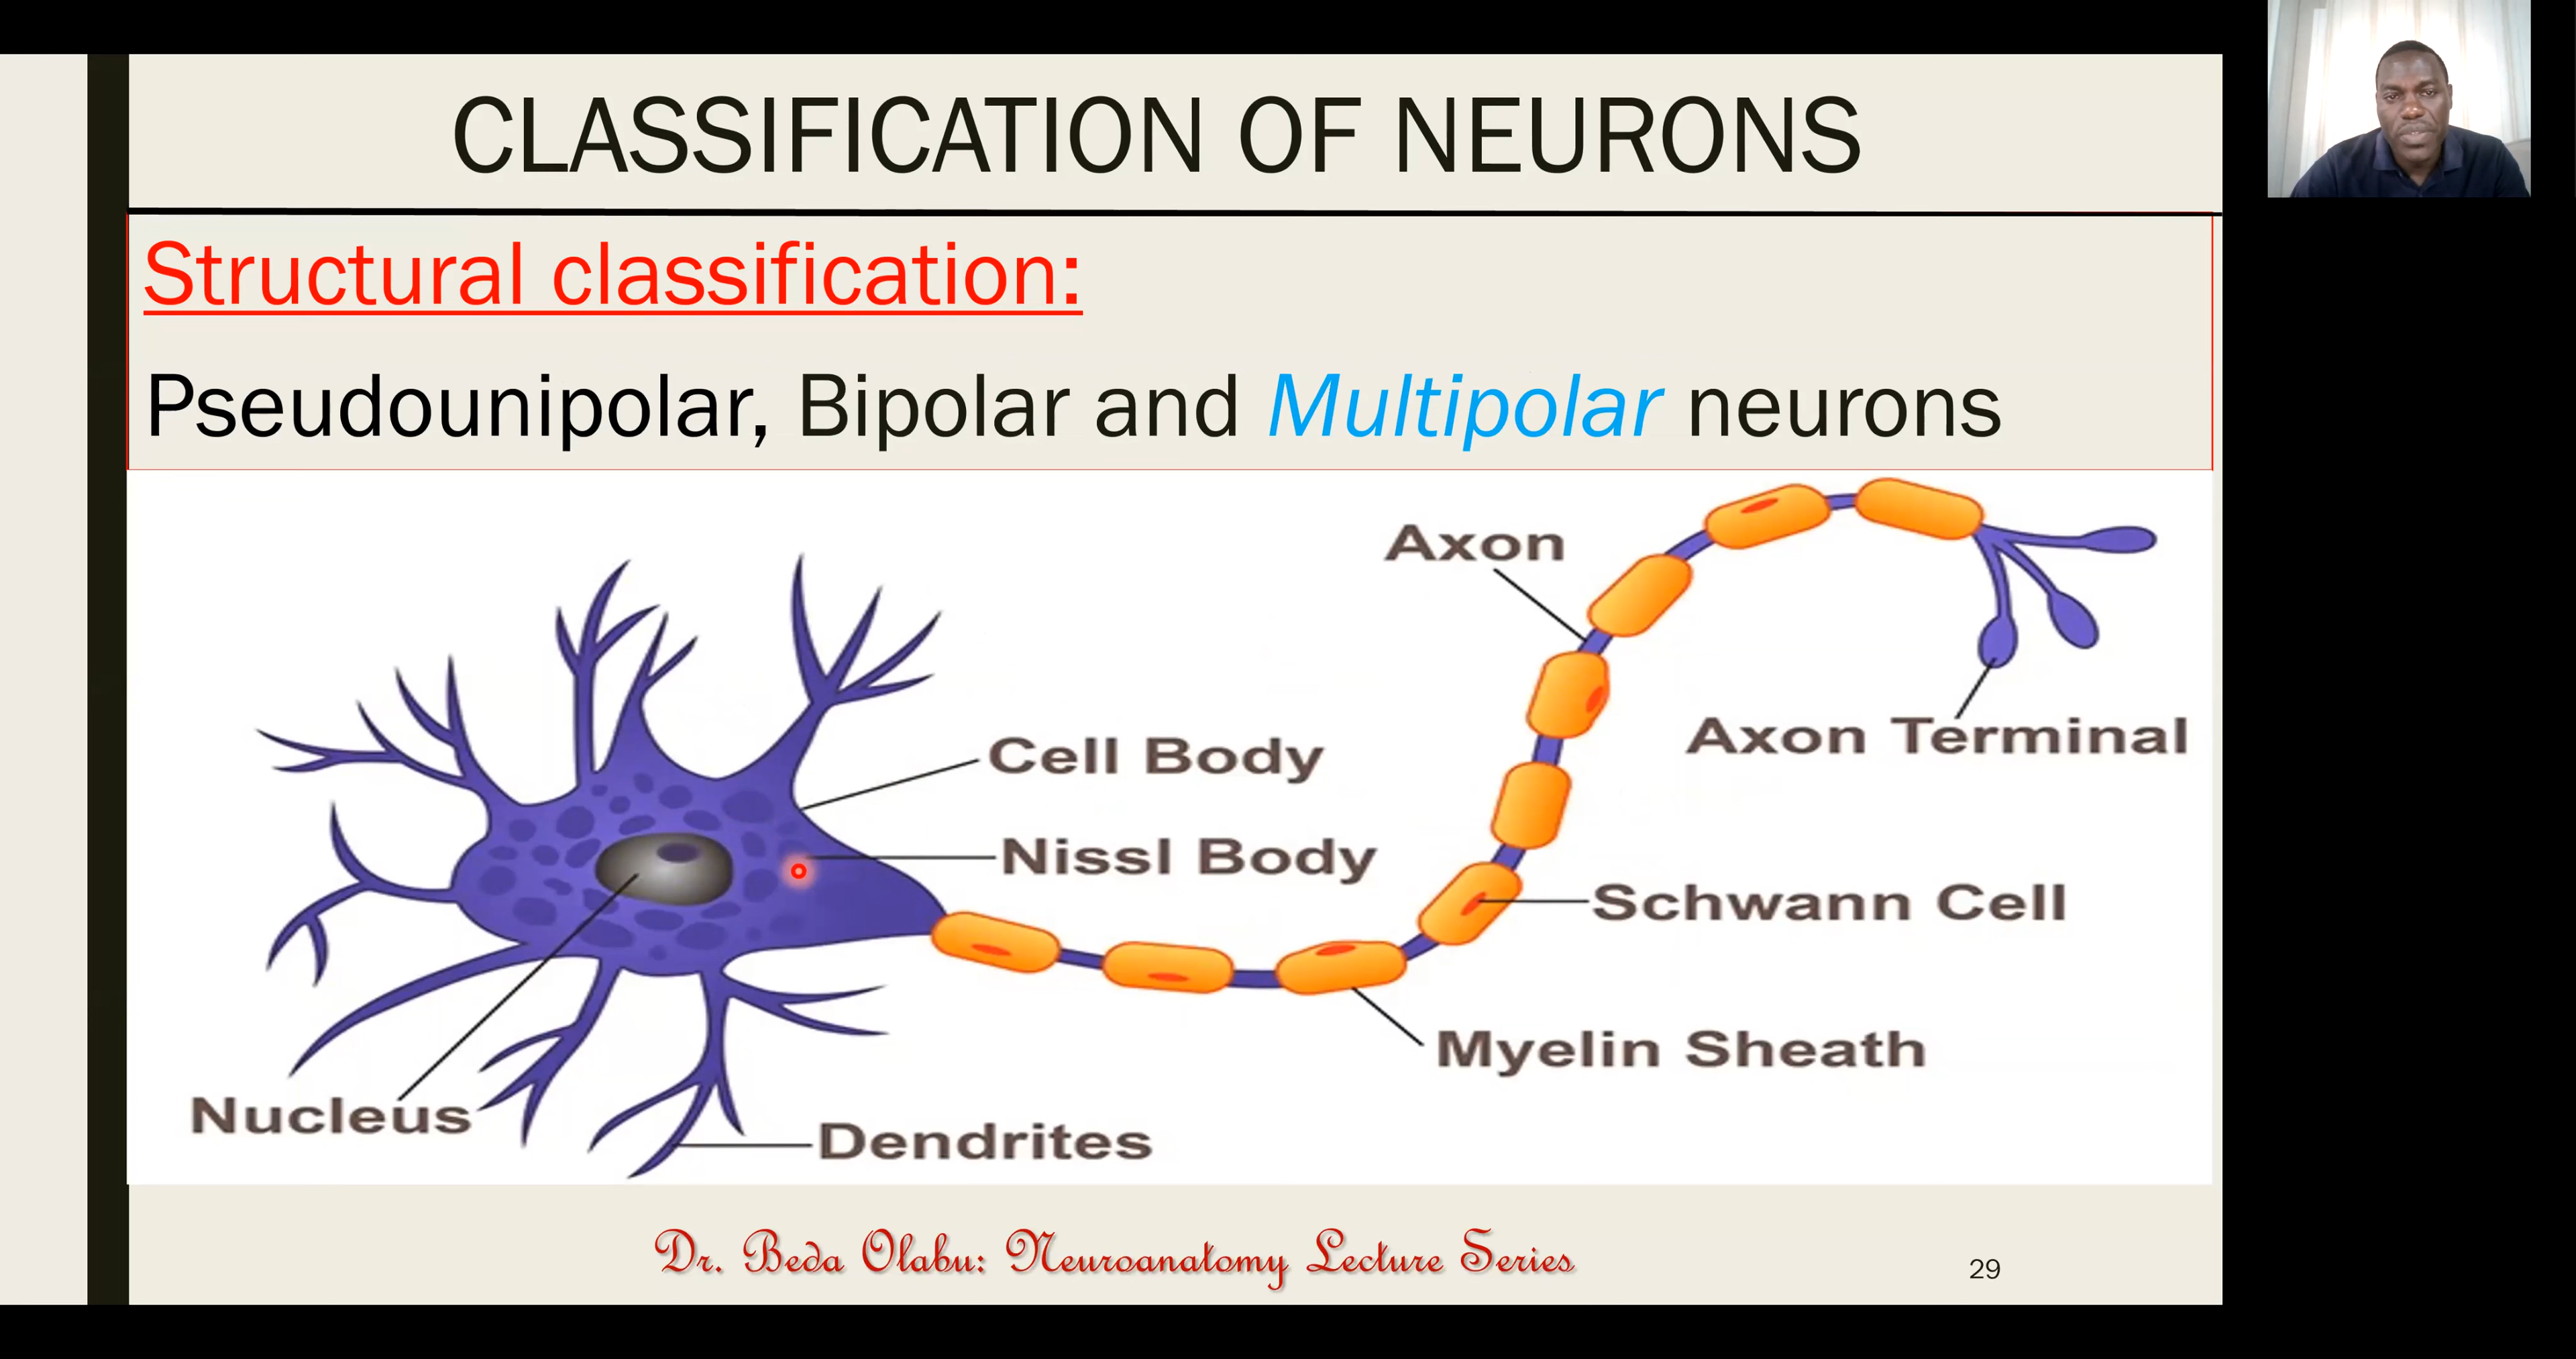 CLASSIFICATION OF NEURONS
Structural classification:
Pseudounipolar, Bipolar and Multipolar neurons
Axon
Axon Terminal
Cell Body
Nissl Body
Schwann Cell
Myelin Sheath
Nucleus
Dendrites
Dr. Beda Olabu: Neuroanatomy Lecture Series
29